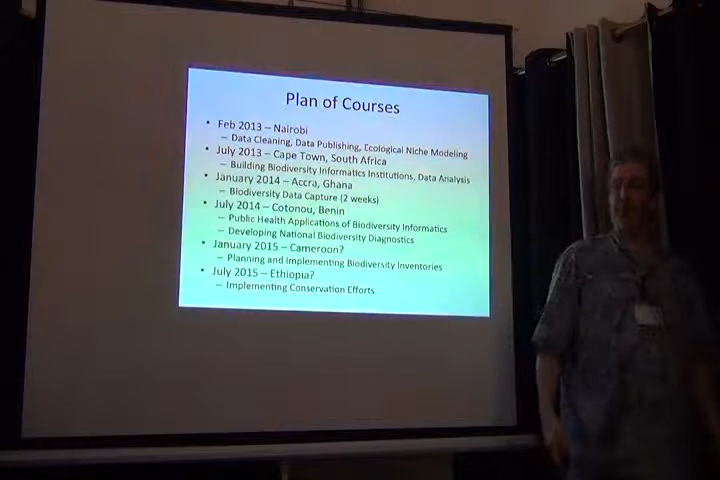 Plan of Courses
• Feb 2013 – Nairobi
– Data Cleaning, Data Publishing, Ecological Niche Modeling
• July 2013 – Cape Town, South Africa
– Building Biodiversity Informatics Institutions, Data Analysis
• January 2014 – Accra, Ghana
– Biodiversity Data Capture (2 weeks)
• July 2014 – Cotonou, Benin
– Public Health Applications of Biodiversity Informatics
– Developing National Biodiversity Diagnostics
• January 2015 – Cameroon?
– Planning and Implementing Biodiversity Inventories
• July 2015 – Ethiopia?
– Implementing Conservation Efforts